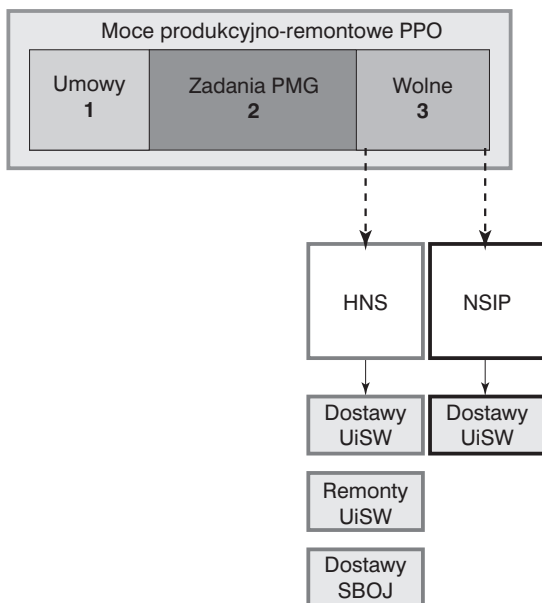 Moce produkcyjno-remontowe PPO
Umowy
1
Zadania PMG
2
Wolne
3
HNS
NSIP
Dostawy
UiSW
Dostawy
UiSW
Remonty
UiSW
Dostawy
SBOJ